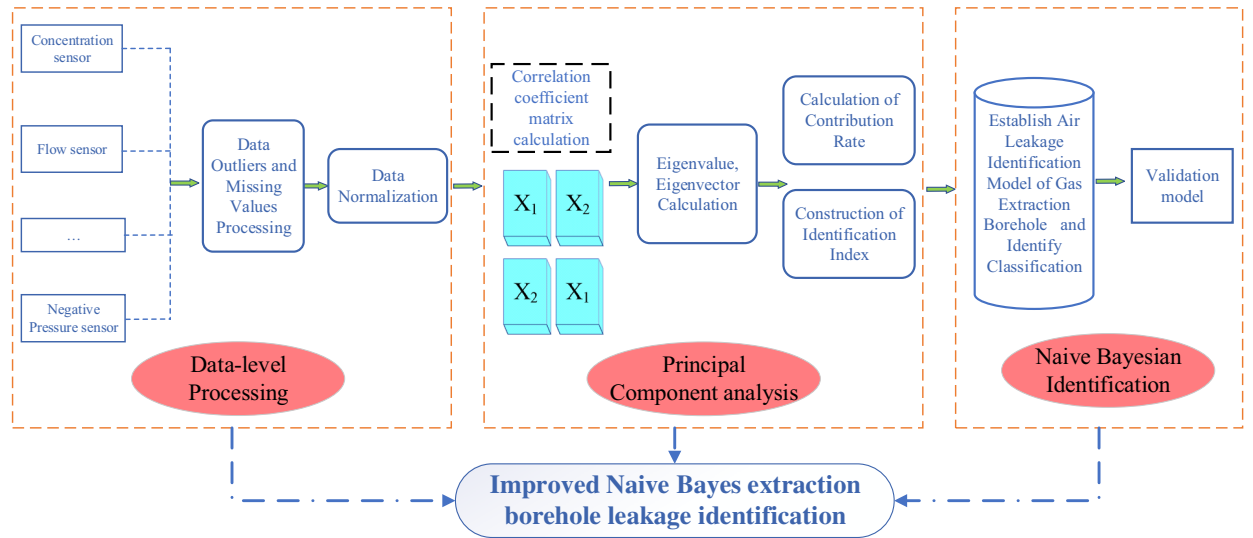 Concentration
sensor
Flow sensor
...
Negative
Pressure sensor
Data
Outliers and
Missing
Values
Processing
Data
Normalization
Data-level
Processing
Correlation
coefficient
matrix
calculation
X₁
X₂
X₂
X₁
Eigenvalue,
Eigenvector
Calculation
Calculation of
Contribution
Rate
Construction of
Identification
Index
Principal
Component analysis
Establish Air
Leakage
Identification
Model of Gas
Extraction
Borehole and
Identify
Classification
Validation
model
Naive Bayesian
Identification
Improved Naive Bayes extraction
borehole leakage identification